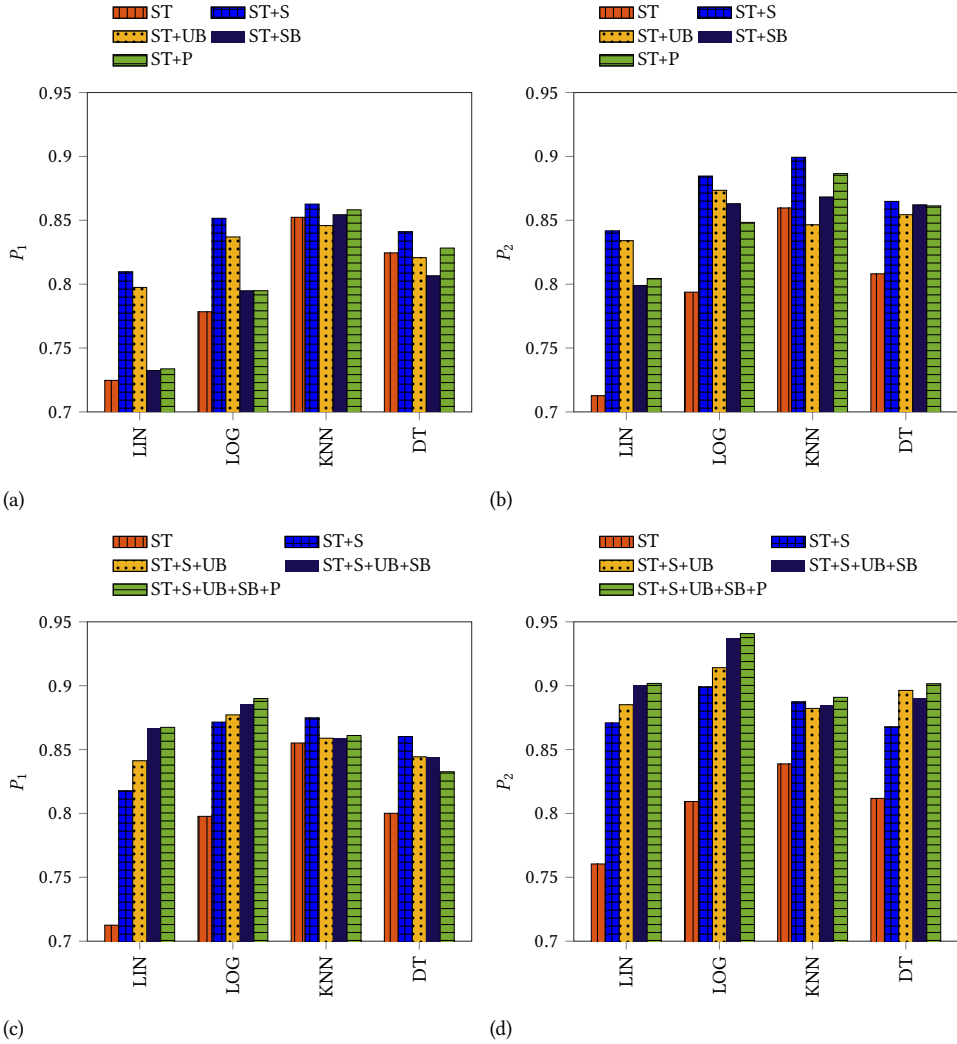 ST ST+S
ST+UB ST+SB
ST+P
0.95
0.9
0.85
0.8
0.75
0.7
P1
LIN LOG KNN DT
(a)
ST ST+S
ST+UB ST+SB
ST+P
0.95
0.9
0.85
0.8
0.75
0.7
P2
LIN LOG KNN DT
(b)
ST ST+S
ST+S+UB ST+S+UB+SB
ST+S+UB+SB+P
0.95
0.9
0.85
0.8
0.75
0.7
P1
LIN LOG KNN DT
(c)
ST ST+S
ST+S+UB ST+S+UB+SB
ST+S+UB+SB+P
0.95
0.9
0.85
0.8
0.75
0.7
P2
LIN LOG KNN DT
(d)